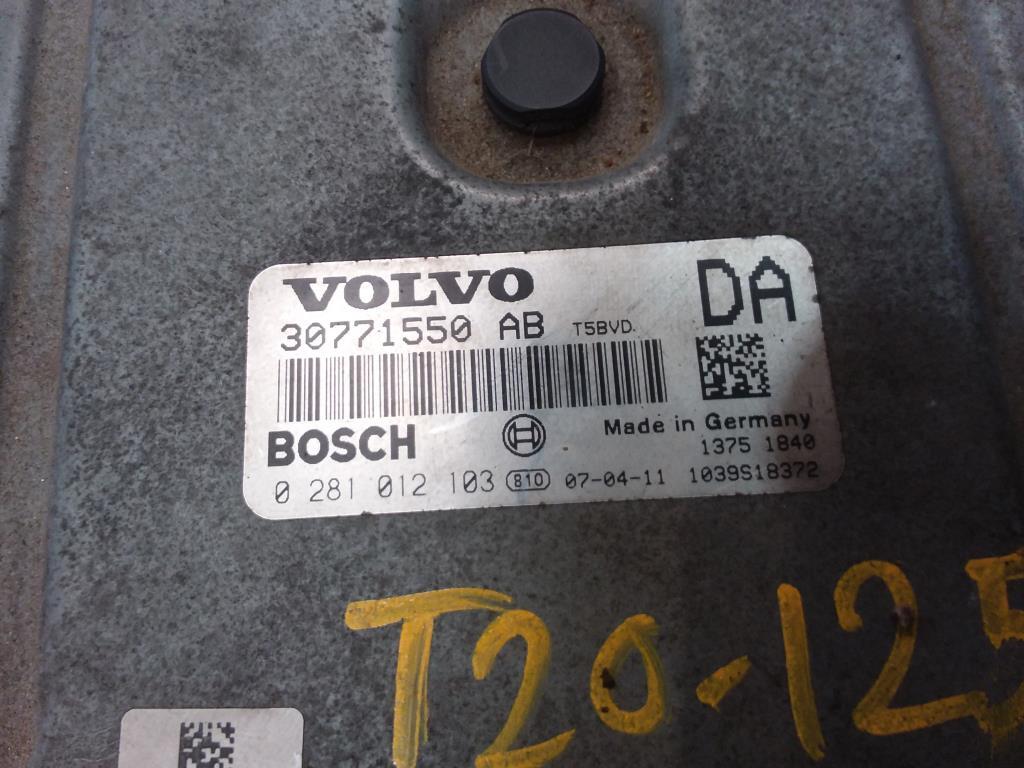 VOLVO
DA
30771550 AB T5BVD.
BOSCH
Made in Germany
1375 1840
0 281 012 103 810 07-04-11 1039S18372
T20-125